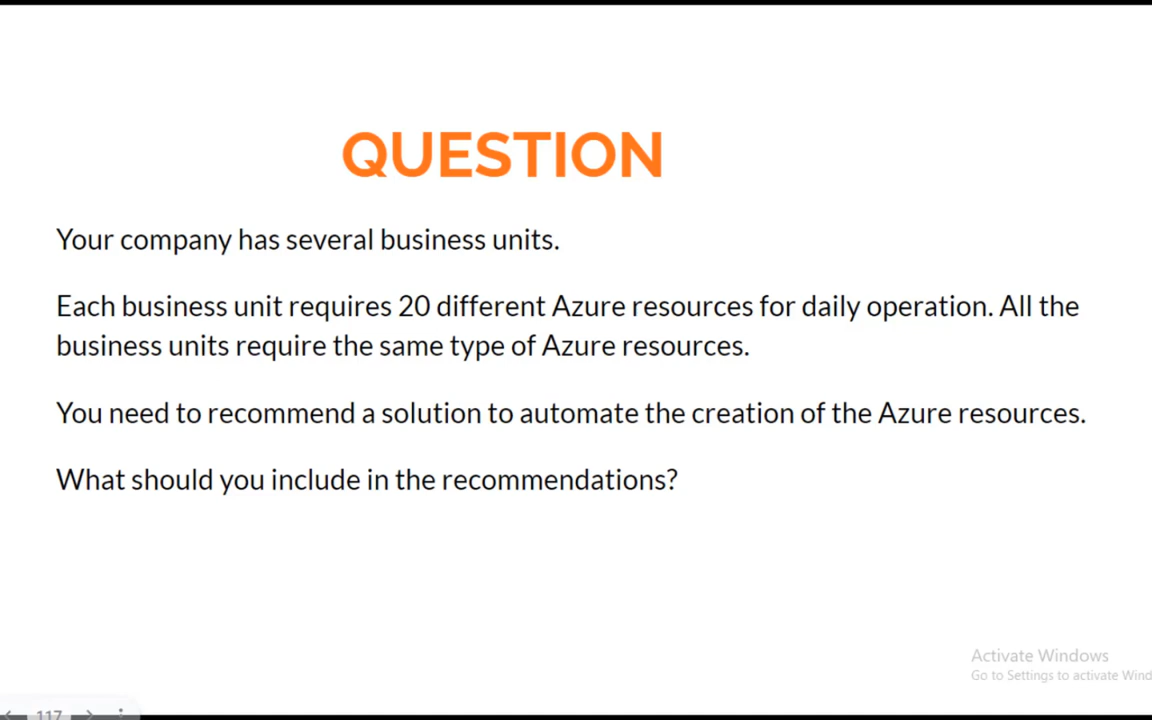 QUESTION
Your company has several business units.
Each business unit requires 20 different Azure resources for daily operation. All the
business units require the same type of Azure resources.
You need to recommend a solution to automate the creation of the Azure resources.
What should you include in the recommendations?
Activate Windows
Go to Settings to activate Wind
117